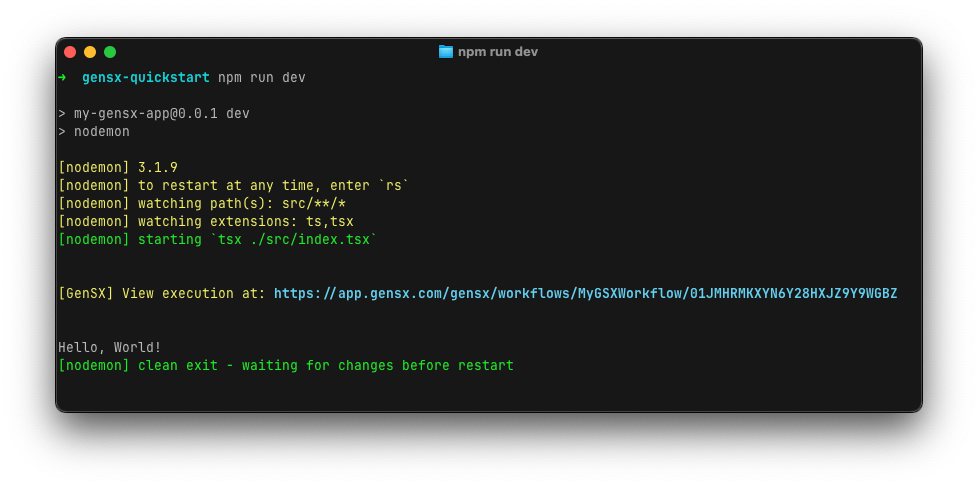 npm run dev
➜ gensx-quickstart npm run dev
> my-gensx-app@0.0.1 dev
> nodemon
[nodemon] 3.1.9
[nodemon] to restart at any time, enter `rs`
[nodemon] watching path(s): src/**/*
[nodemon] watching extensions: ts,tsx
[nodemon] starting `tsx ./src/index.tsx`
[GenSX] View execution at: https://app.gensx.com/gensx/workflows/MyGSXWorkflow/01JMHRMKXYN6Y28HXJZ9Y9WGBZ
Hello, World!
[nodemon] clean exit - waiting for changes before restart